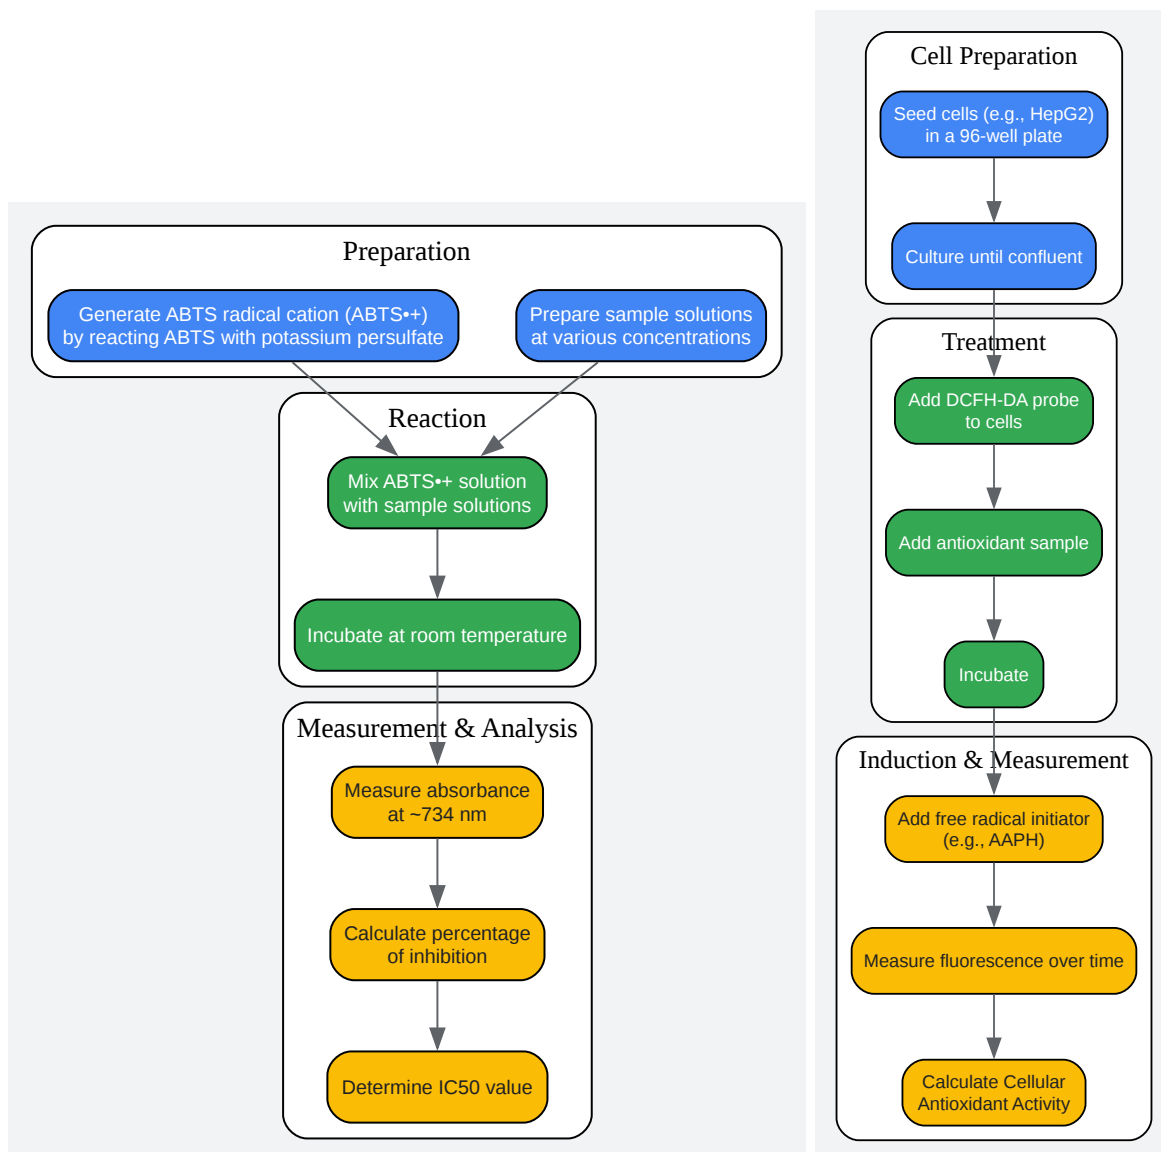 Preparation
Generate ABTS radical cation (ABTS•+)
by reacting ABTS with potassium persulfate
Prepare sample solutions
at various concentrations
Reaction
Mix ABTS•+ solution
with sample solutions
Incubate at room temperature
Measurement & Analysis
Measure absorbance
at ~734 nm
Calculate percentage
of inhibition
Determine IC50 value
Cell Preparation
Seed cells (e.g., HepG2)
in a 96-well plate
Culture until confluent
Treatment
Add DCFH-DA probe
to cells
Add antioxidant sample
Incubate
Induction & Measurement
Add free radical initiator
(e.g., AAPH)
Measure fluorescence over time
Calculate Cellular
Antioxidant Activity